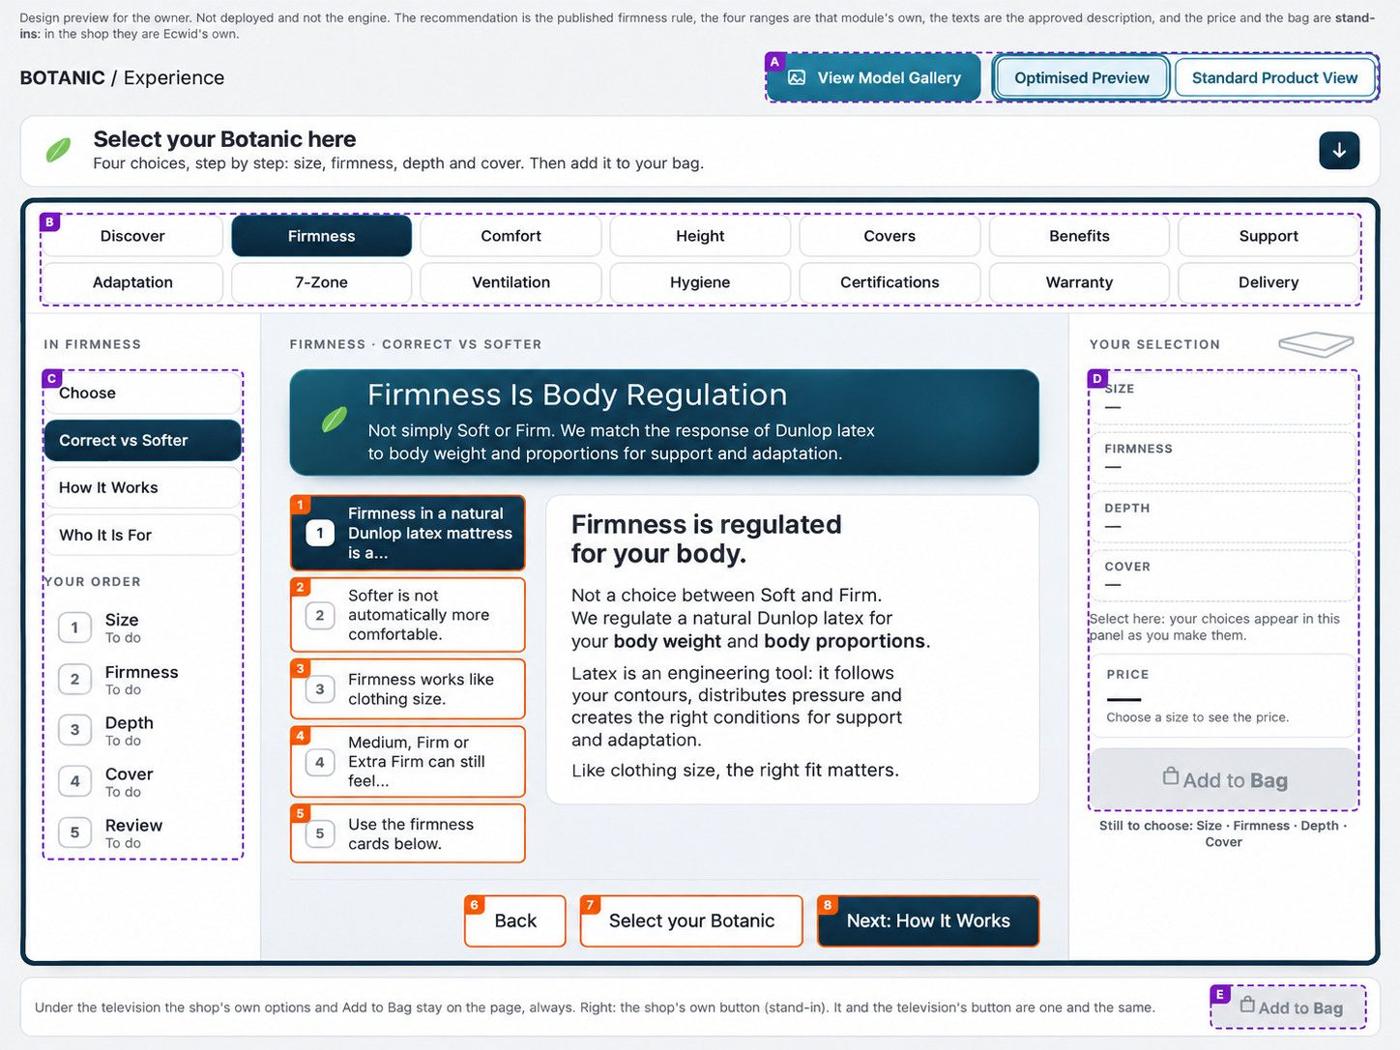 Design preview for the owner. Not deployed and not the engine. The recommendation is the published firmness rule, the four ranges are that module's own, the texts are the approved description, and the price and the bag are stand-
ins: in the shop they are Ecwid's own.
BOTANIC / Experience
A
View Model Gallery
Optimised Preview
Standard Product View
Select your Botanic here
Four choices, step by step: size, firmness, depth and cover. Then add it to your bag.
B
Discover
Firmness
Comfort
Height
Covers
Benefits
Support
Adaptation
7-Zone
Ventilation
Hygiene
Certifications
Warranty
Delivery
IN FIRMNESS
C
Choose
Correct vs Softer
How It Works
Who It Is For
YOUR ORDER
1
Size
To do
2
Firmness
To do
3
Depth
To do
4
Cover
To do
5
Review
To do
FIRMNESS · CORRECT VS SOFTER
Firmness Is Body Regulation
Not simply Soft or Firm. We match the response of Dunlop latex
to body weight and proportions for support and adaptation.
1
1
Firmness in a natural
Dunlop latex mattress
is a...
2
2
Softer is not
automatically more
comfortable.
3
3
Firmness works like
clothing size.
4
4
Medium, Firm or
Extra Firm can still
feel...
5
5
Use the firmness
cards below.
Firmness is regulated
for your body.
Not a choice between Soft and Firm.
We regulate a natural Dunlop latex for
your body weight and body proportions.
Latex is an engineering tool: it follows
your contours, distributes pressure and
creates the right conditions for support
and adaptation.
Like clothing size, the right fit matters.
6
Back
7
Select your Botanic
8
Next: How It Works
YOUR SELECTION
D
SIZE
—
FIRMNESS
—
DEPTH
—
COVER
—
Select here: your choices appear in this
panel as you make them.
PRICE
—
Choose a size to see the price.
Add to Bag
Still to choose: Size · Firmness · Depth ·
Cover
Under the television the shop's own options and Add to Bag stay on the page, always. Right: the shop's own button (stand-in). It and the television's button are one and the same.
E
Add to Bag